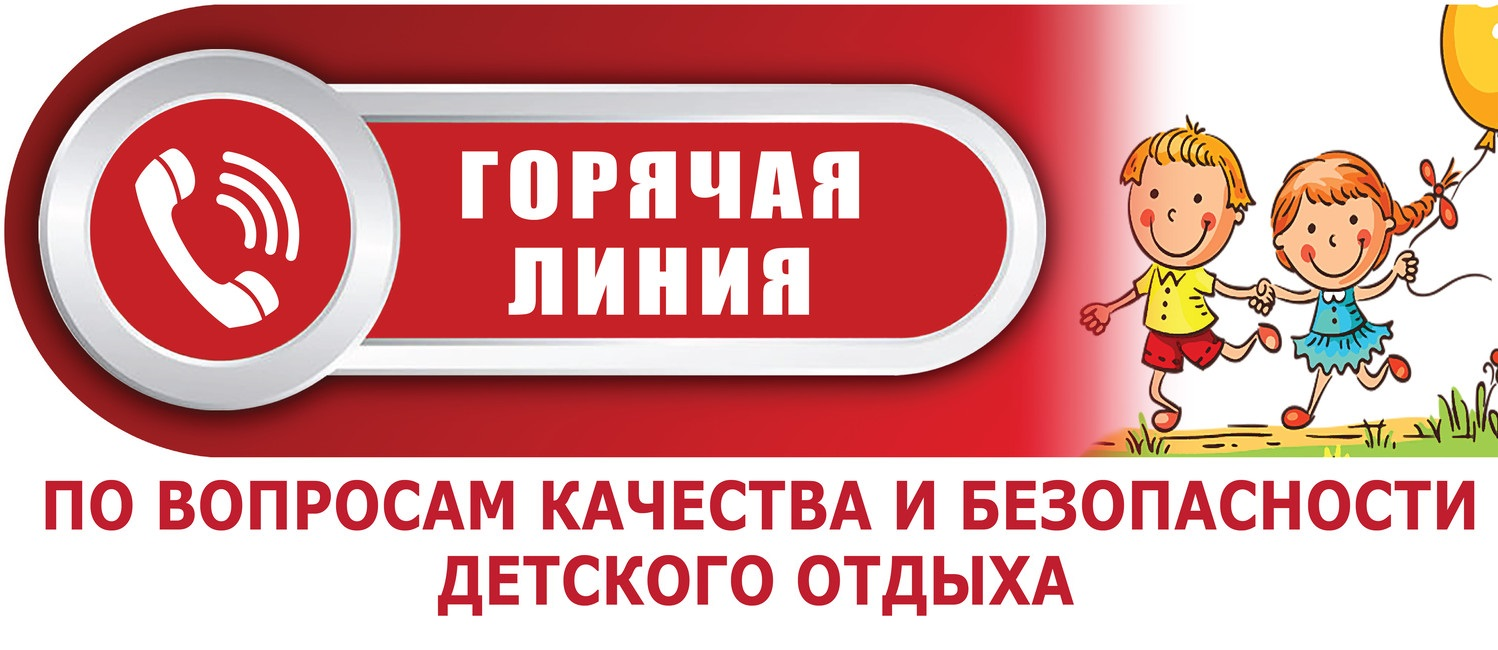 ГОРЯЧАЯ
ЛИНИЯ
ПО ВОПРОСАМ КАЧЕСТВА И БЕЗОПАСНОСТИ
ДЕТСКОГО ОТДЫХА